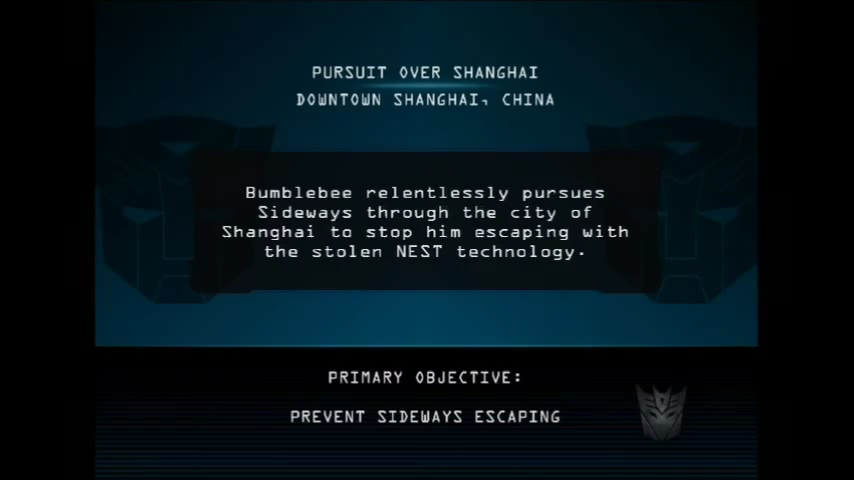 PURSUIT OVER SHANGHAI
DOWNTOWN SHANGHAI, CHINA
Bumblebee relentlessly pursues
Sideways through the city of
Shanghai to stop him escaping with
the stolen NEST technology.
PRIMARY OBJECTIVE:
PREVENT SIDEWAYS ESCAPING